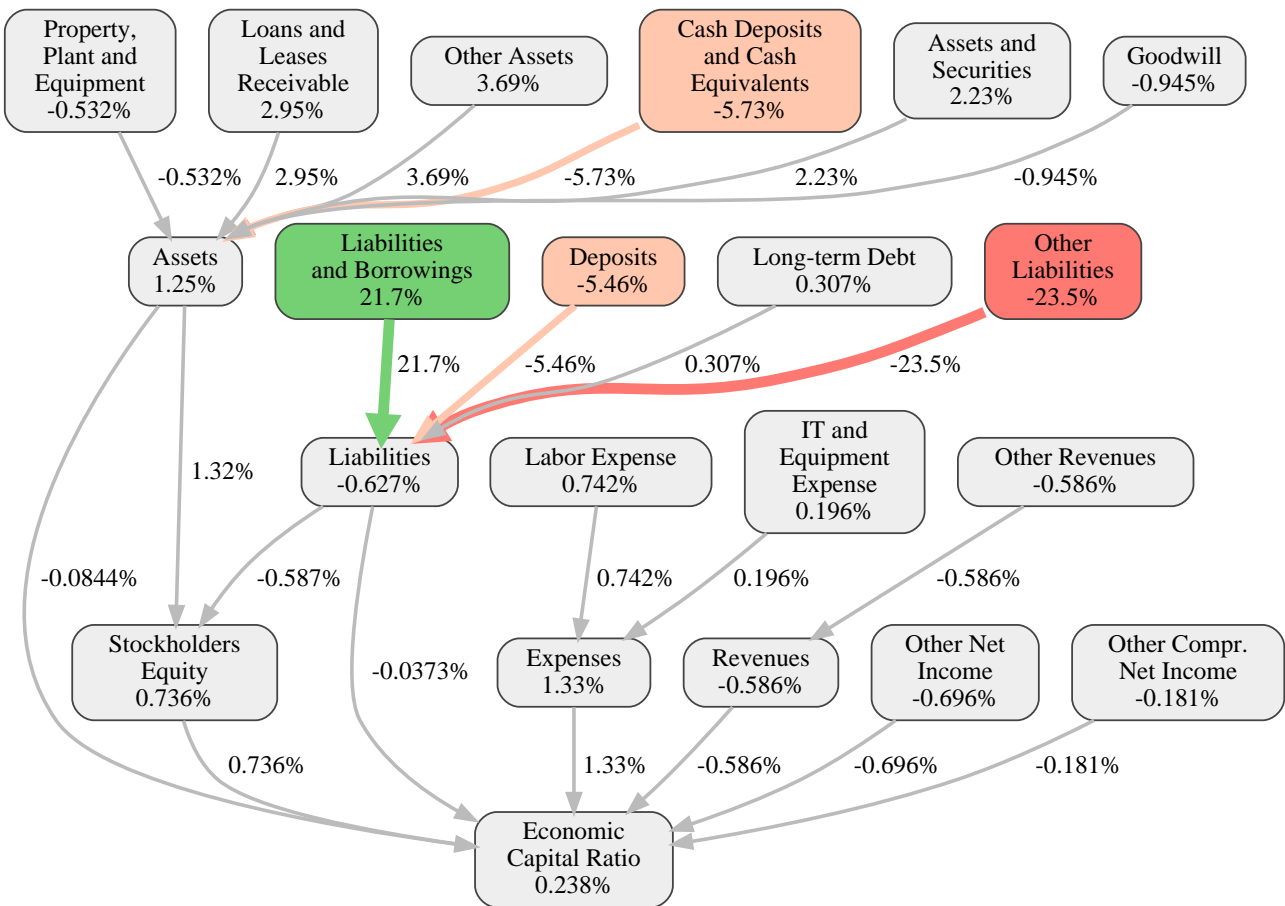 Property,
Plant and
Equipment
-0.532%
Loans and
Leases
Receivable
2.95%
Other Assets
3.69%
Cash Deposits
and Cash
Equivalents
-5.73%
Assets and
Securities
2.23%
Goodwill
-0.945%
-0.532%
2.95%
3.69%
-5.73%
2.23%
-0.945%
Assets
1.25%
Liabilities
and Borrowings
21.7%
Deposits
-5.46%
Long-term Debt
0.307%
Other
Liabilities
-23.5%
21.7%
-5.46%
0.307%
-23.5%
1.32%
Liabilities
-0.627%
Labor Expense
0.742%
IT and
Equipment
Expense
0.196%
Other Revenues
-0.586%
-0.0844%
-0.587%
0.742%
0.196%
-0.586%
Stockholders
Equity
0.736%
-0.0373%
Expenses
1.33%
Revenues
-0.586%
Other Net
Income
-0.696%
Other Compr.
Net Income
-0.181%
0.736%
1.33%
-0.586%
-0.696%
-0.181%
Economic
Capital Ratio
0.238%